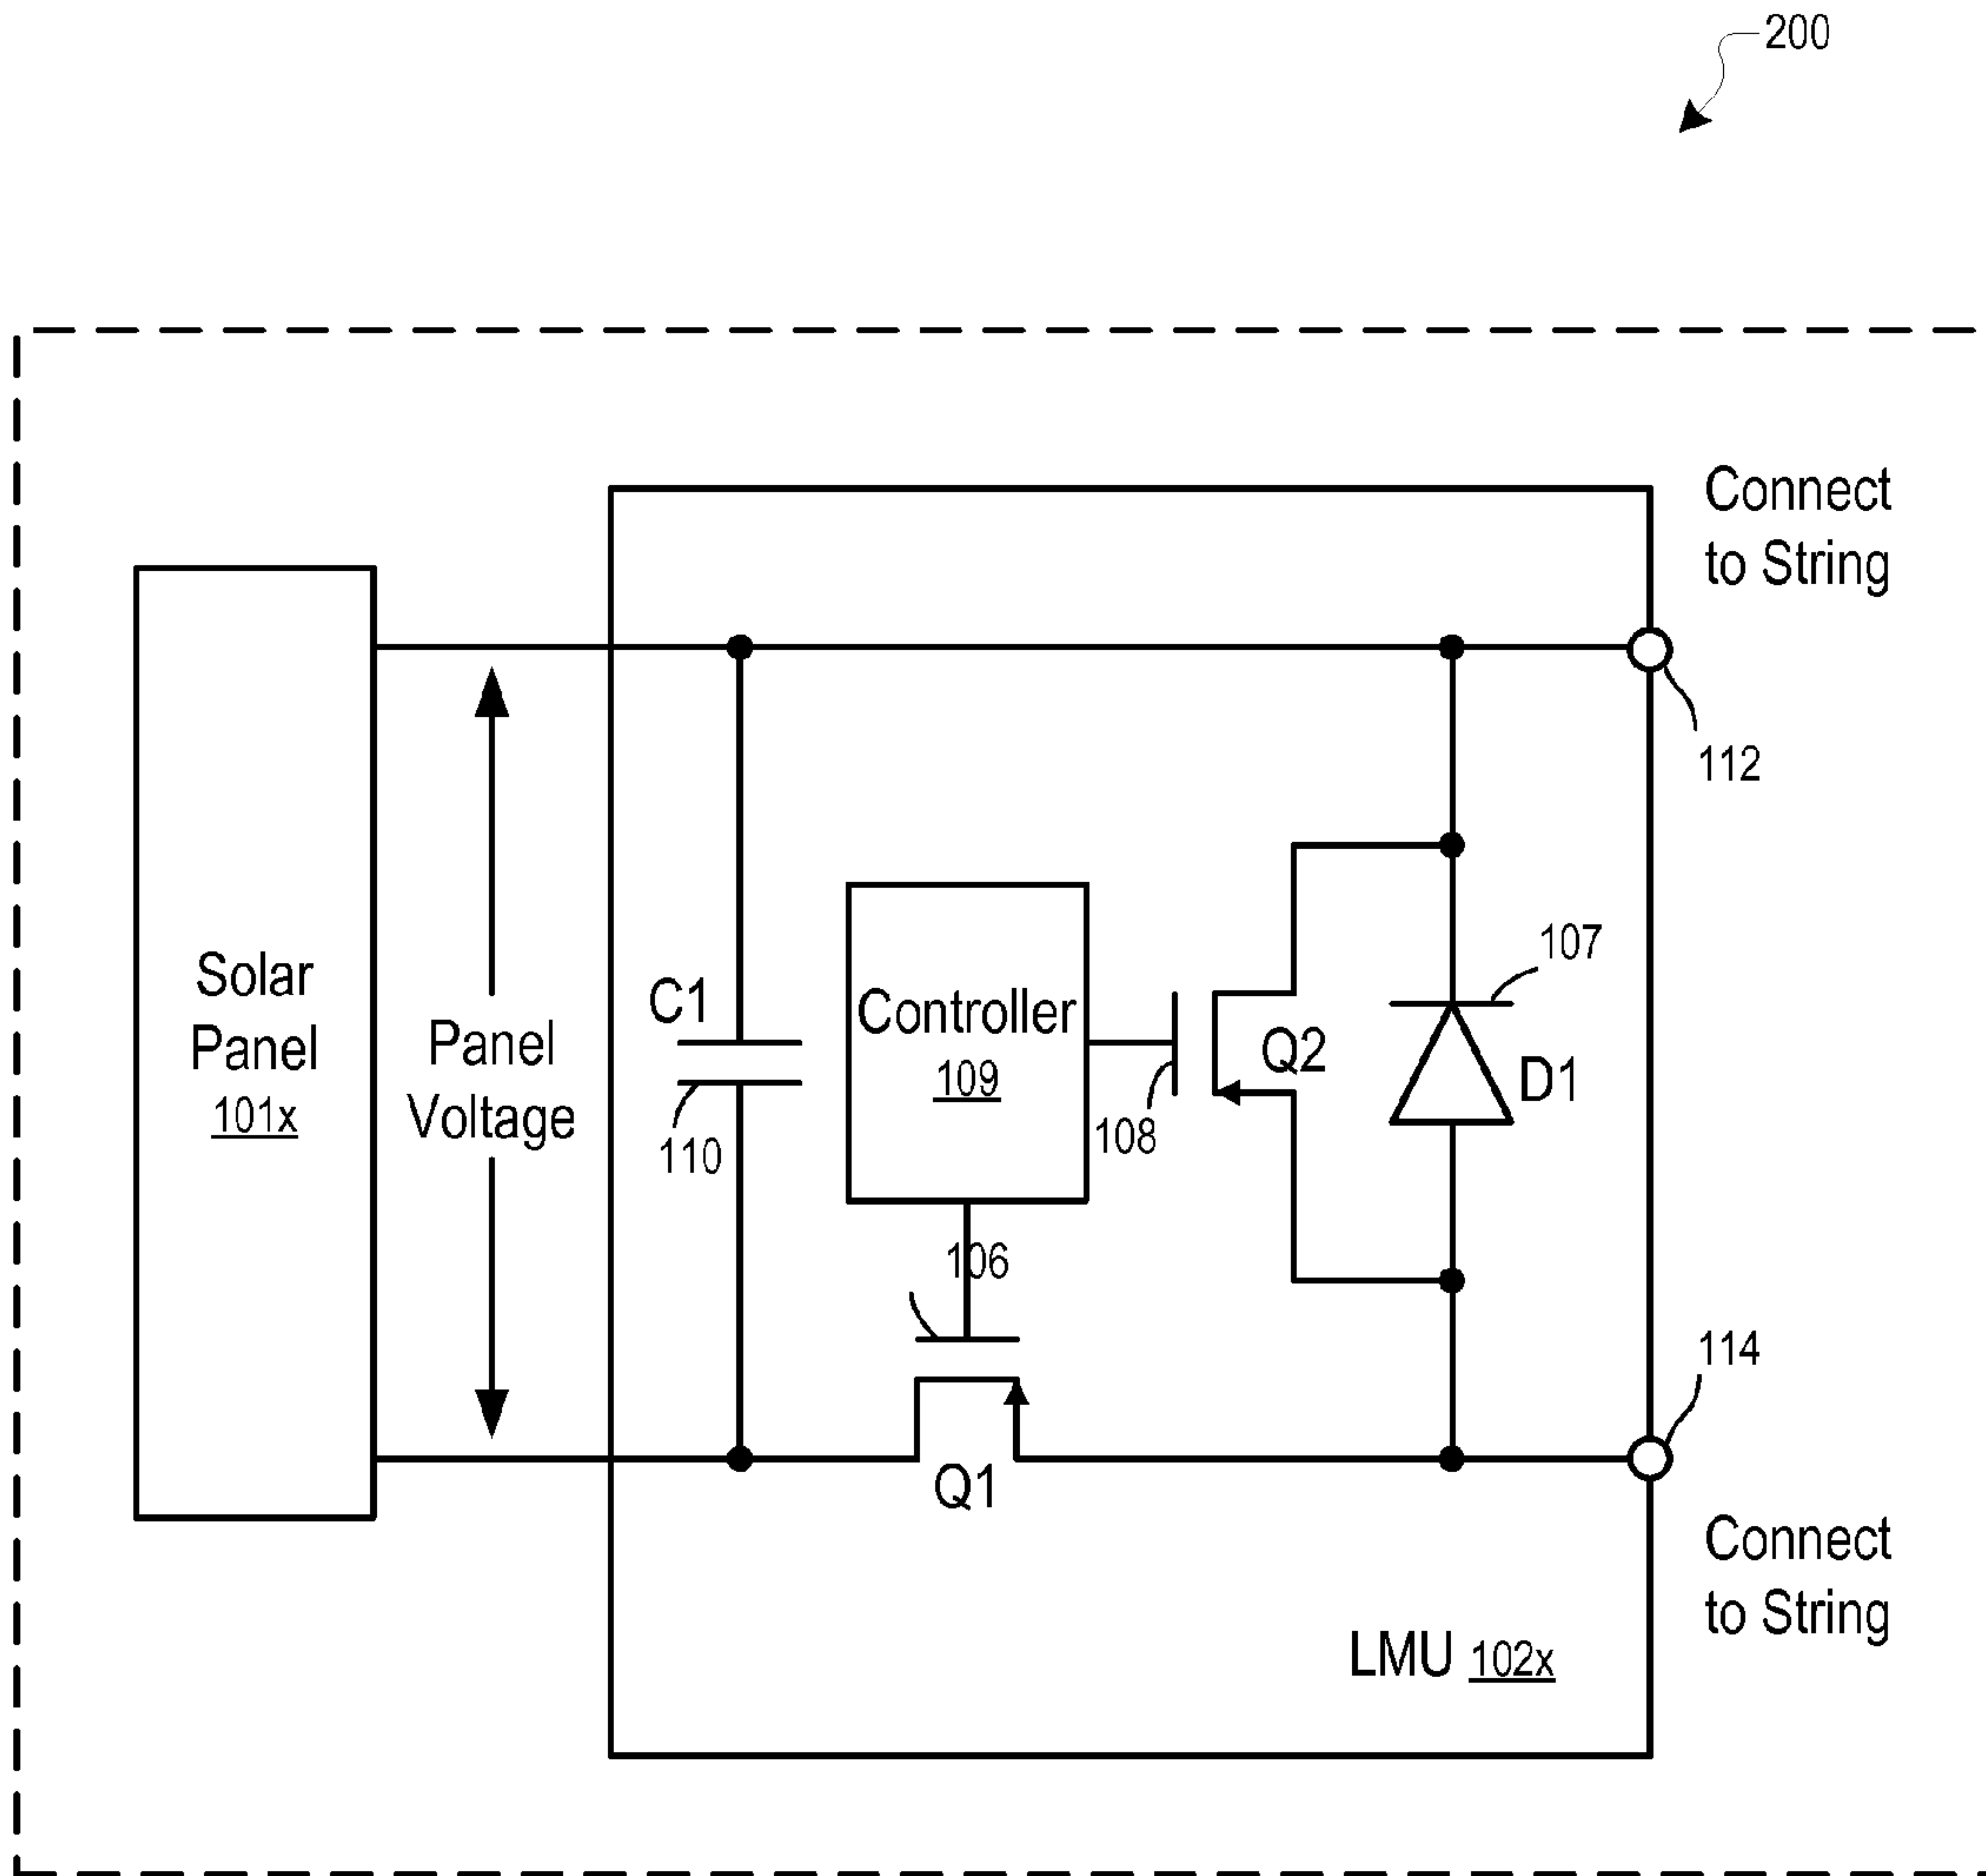 200
Connect
to String
112
107
Solar
Panel
101x
Panel
Voltage
C1
110
Controller
109
108
Q2
D1
106
114
Q1
Connect
to String
LMU 102x